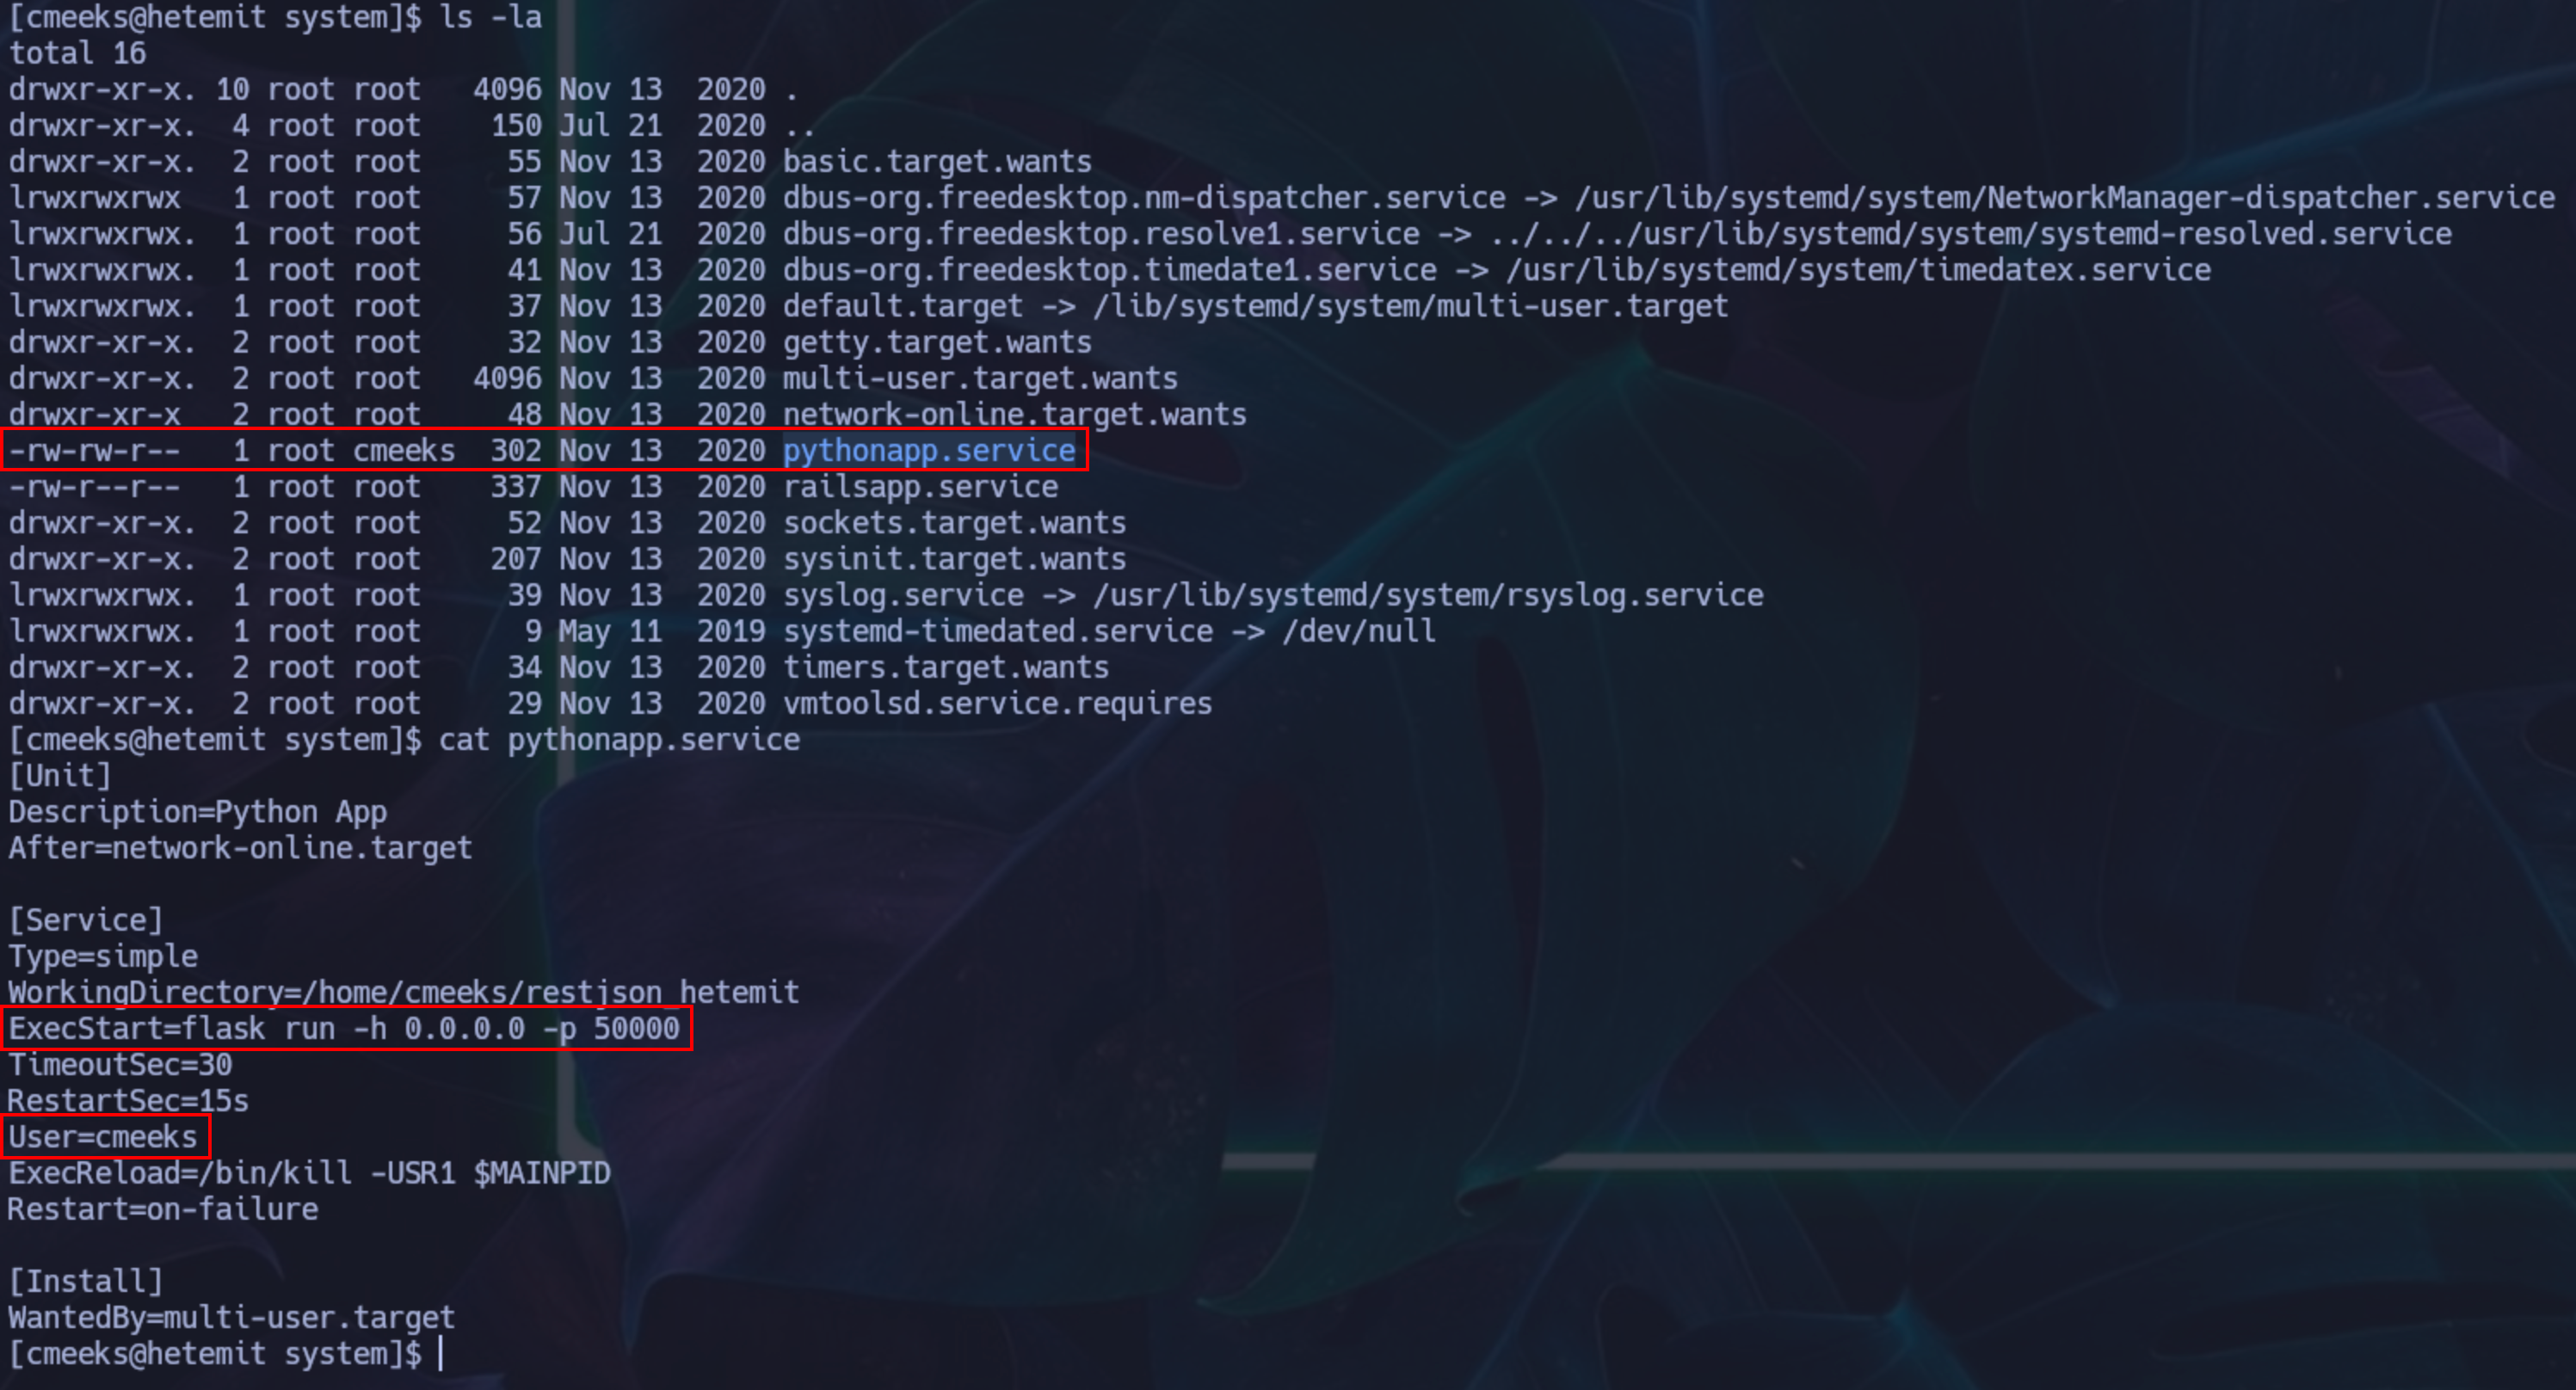 [cmeeks@hetemit system]$ ls -la
total 16
drwxr-xr-x. 10 root root   4096 Nov 13  2020 .
drwxr-xr-x.  4 root root    150 Jul 21  2020 ..
drwxr-xr-x.  2 root root     55 Nov 13  2020 basic.target.wants
lrwxrwxrwx   1 root root     57 Nov 13  2020 dbus-org.freedesktop.nm-dispatcher.service -> /usr/lib/systemd/system/NetworkManager-dispatcher.service
lrwxrwxrwx.  1 root root     56 Jul 21  2020 dbus-org.freedesktop.resolve1.service -> ../../../usr/lib/systemd/system/systemd-resolved.service
lrwxrwxrwx.  1 root root     41 Nov 13  2020 dbus-org.freedesktop.timedate1.service -> /usr/lib/systemd/system/timedatex.service
lrwxrwxrwx.  1 root root     37 Nov 13  2020 default.target -> /lib/systemd/system/multi-user.target
drwxr-xr-x.  2 root root     32 Nov 13  2020 getty.target.wants
drwxr-xr-x.  2 root root   4096 Nov 13  2020 multi-user.target.wants
drwxr-xr-x   2 root root     48 Nov 13  2020 network-online.target.wants
-rw-rw-r--   1 root cmeeks  302 Nov 13  2020 pythonapp.service
-rw-r--r--   1 root root    337 Nov 13  2020 railsapp.service
drwxr-xr-x.  2 root root     52 Nov 13  2020 sockets.target.wants
drwxr-xr-x.  2 root root    207 Nov 13  2020 sysinit.target.wants
lrwxrwxrwx.  1 root root     39 Nov 13  2020 syslog.service -> /usr/lib/systemd/system/rsyslog.service
lrwxrwxrwx.  1 root root      9 May 11  2019 systemd-timedated.service -> /dev/null
drwxr-xr-x.  2 root root     34 Nov 13  2020 timers.target.wants
drwxr-xr-x.  2 root root     29 Nov 13  2020 vmtoolsd.service.requires
[cmeeks@hetemit system]$ cat pythonapp.service
[Unit]
Description=Python App
After=network-online.target

[Service]
Type=simple
WorkingDirectory=/home/cmeeks/restjson_hetemit
ExecStart=flask run -h 0.0.0.0 -p 50000
TimeoutSec=30
RestartSec=15s
User=cmeeks
ExecReload=/bin/kill -USR1 $MAINPID
Restart=on-failure

[Install]
WantedBy=multi-user.target
[cmeeks@hetemit system]$